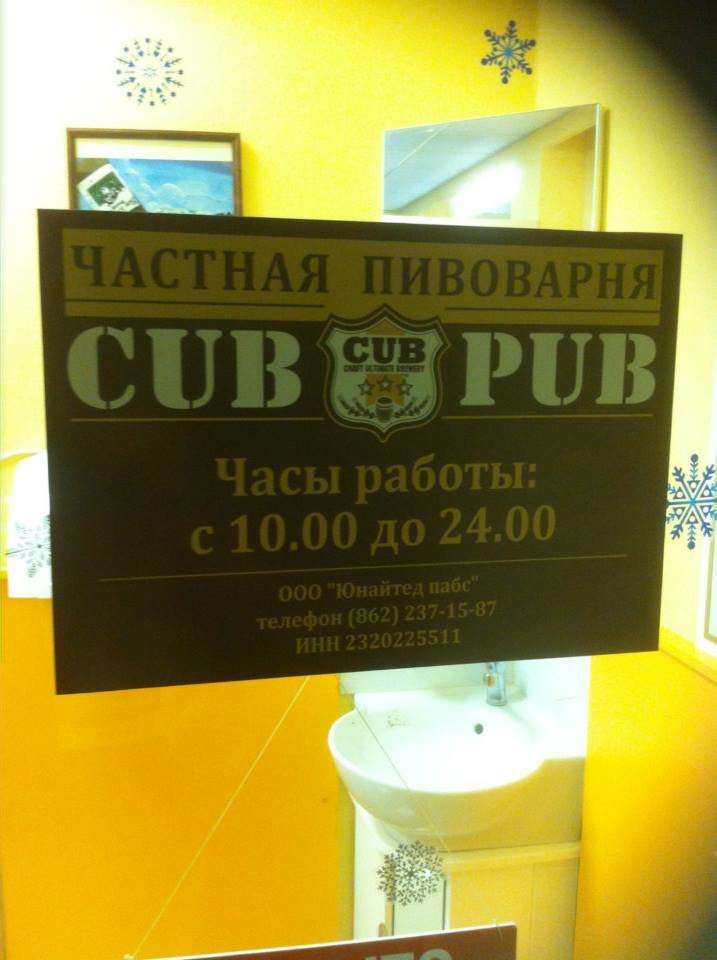 ЧАСТНАЯ ПИВОВАРНЯ
CUB PUB
CUB
CRAFT ULTIMATE BREWERY
Часы работы:
с 10.00 до 24.00
ООО "Юнайтед пабс"
телефон (862) 237-15-87
ИНН 2320225511